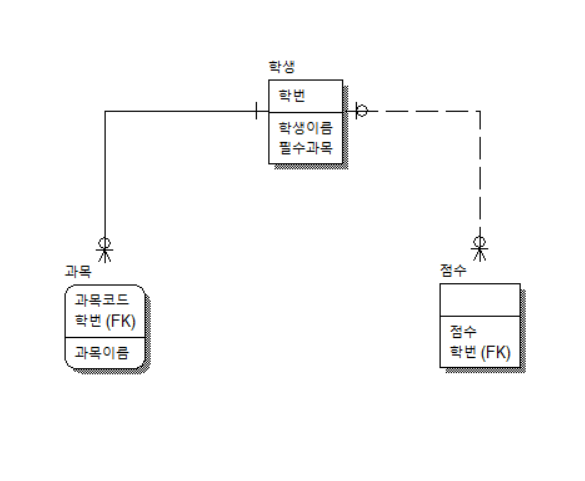 학생
학번
학생이름
필수과목
과목
과목코드
학번 (FK)
과목이름
점수
점수
학번 (FK)